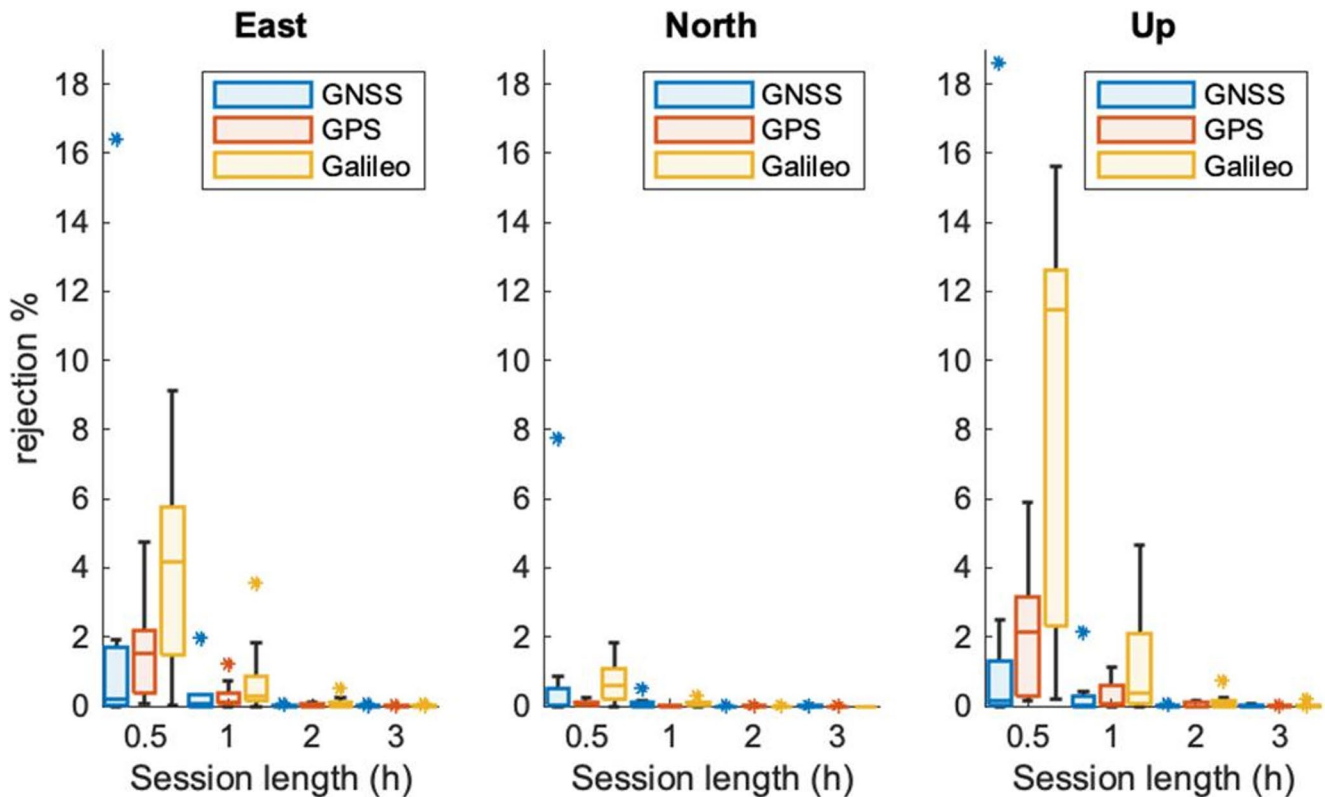 East
North
Up
18
16
14
12
10
8
6
4
2
0
rejection %
GNSS
GPS
Galileo
0.5 1 2 3
Session length (h)
18
16
14
12
10
8
6
4
2
0
GNSS
GPS
Galileo
0.5 1 2 3
Session length (h)
18
16
14
12
10
8
6
4
2
0
GNSS
GPS
Galileo
0.5 1 2 3
Session length (h)